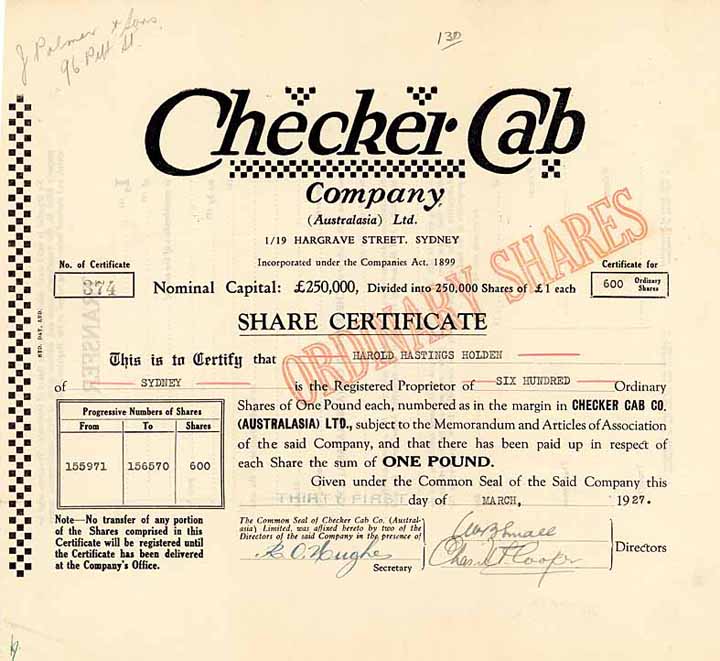 J Palmer & Sons.
96 Pitt St.
130
Checker Cab
Company
(Australasia) Ltd.
1/19 HARGRAVE STREET, SYDNEY
Incorporated under the Companies Act. 1899
No. of Certificate
374
Nominal Capital: £250,000, Divided into 250,000 Shares of £1 each
Certificate for
600 Ordinary Shares
ORDINARY SHARES
SHARE CERTIFICATE
This is to Certify that HAROLD HASTINGS HOLDEN
of SYDNEY is the Registered Proprietor of SIX HUNDRED Ordinary
Shares of One Pound each, numbered as in the margin in CHECKER CAB CO.
(AUSTRALASIA) LTD., subject to the Memorandum and Articles of Association
of the said Company, and that there has been paid up in respect of
each Share the sum of ONE POUND.
Given under the Common Seal of the Said Company this
THIRTY FIRST day of MARCH, 1927.
Progressive Numbers of Shares
From To Shares
155971 156570 600
Note—No transfer of any portion
of the Shares comprised in this
Certificate will be registered until
the Certificate has been delivered
at the Company's Office.
The Common Seal of Checker Cab Co. (Austral-
asia) Limited, was affixed hereto by two of the
Directors of the said Company in the presence of
Hughes
Secretary
Small
Cooper
Directors
TRANSFER